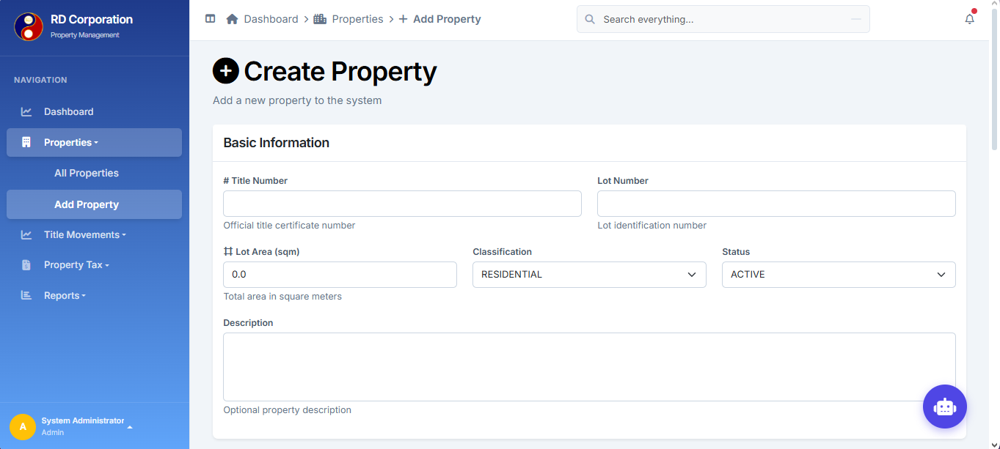 RD Corporation
Property Management
NAVIGATION
Dashboard
Properties
All Properties
Add Property
Title Movements
Property Tax
Reports
A
System Administrator
Admin
Dashboard > Properties > + Add Property
Search everything...
Create Property
Add a new property to the system
Basic Information
# Title Number
Official title certificate number
Lot Number
Lot identification number
Lot Area (sqm)
0.0
Total area in square meters
Classification
RESIDENTIAL
Status
ACTIVE
Description
Optional property description